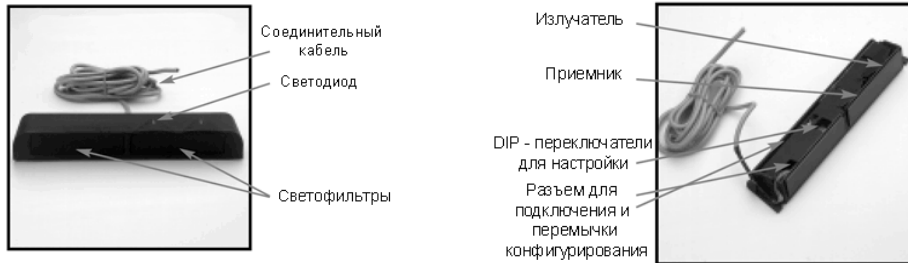 Соединительный
кабель
Светодиод
Светофильтры
Излучатель
Приемник
DIP - переключатели
для настройки
Разъем для
подключения и
перемычки
конфигурирования